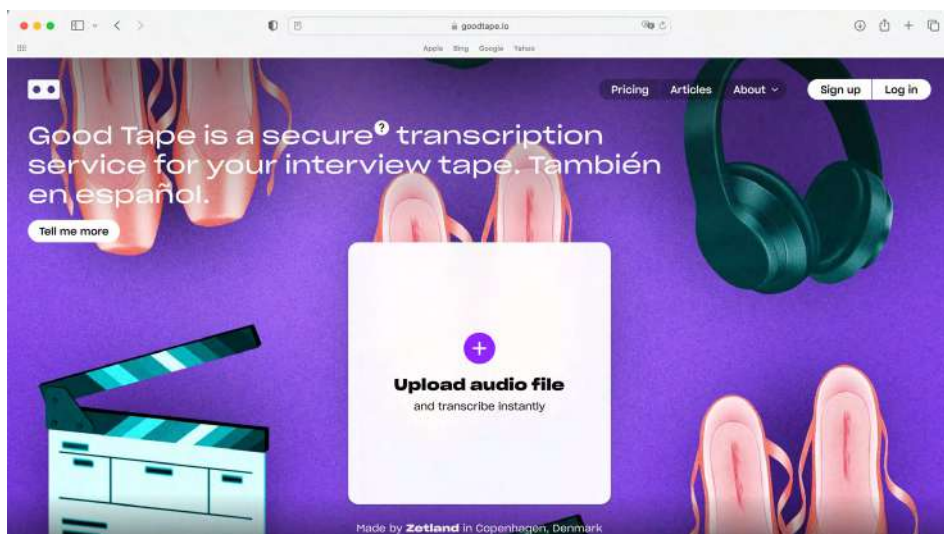 goodtape.io
Apple Bing Google Yahoo
Pricing Articles About Sign up Log in
Good Tape is a secure? transcription
service for your interview tape. También
en español.
Tell me more
Upload audio file
and transcribe instantly
Made by Zetland in Copenhagen, Denmark